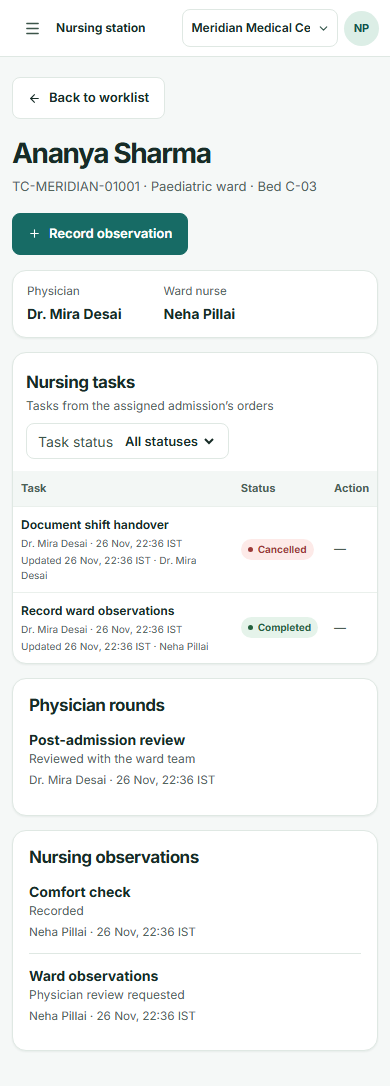 Nursing station
Meridian Medical Ce
NP
Back to worklist
Ananya Sharma
TC-MERIDIAN-01001 · Paediatric ward · Bed C-03
+ Record observation
Physician
Dr. Mira Desai
Ward nurse
Neha Pillai
Nursing tasks
Tasks from the assigned admission’s orders
Task status All statuses
Task Status Action
Document shift handover
Dr. Mira Desai · 26 Nov, 22:36 IST
Updated 26 Nov, 22:36 IST · Dr. Mira
Desai
Cancelled
—
Record ward observations
Dr. Mira Desai · 26 Nov, 22:36 IST
Updated 26 Nov, 22:36 IST · Neha Pillai
Completed
—
Physician rounds
Post-admission review
Reviewed with the ward team
Dr. Mira Desai · 26 Nov, 22:36 IST
Nursing observations
Comfort check
Recorded
Neha Pillai · 26 Nov, 22:36 IST
Ward observations
Physician review requested
Neha Pillai · 26 Nov, 22:36 IST